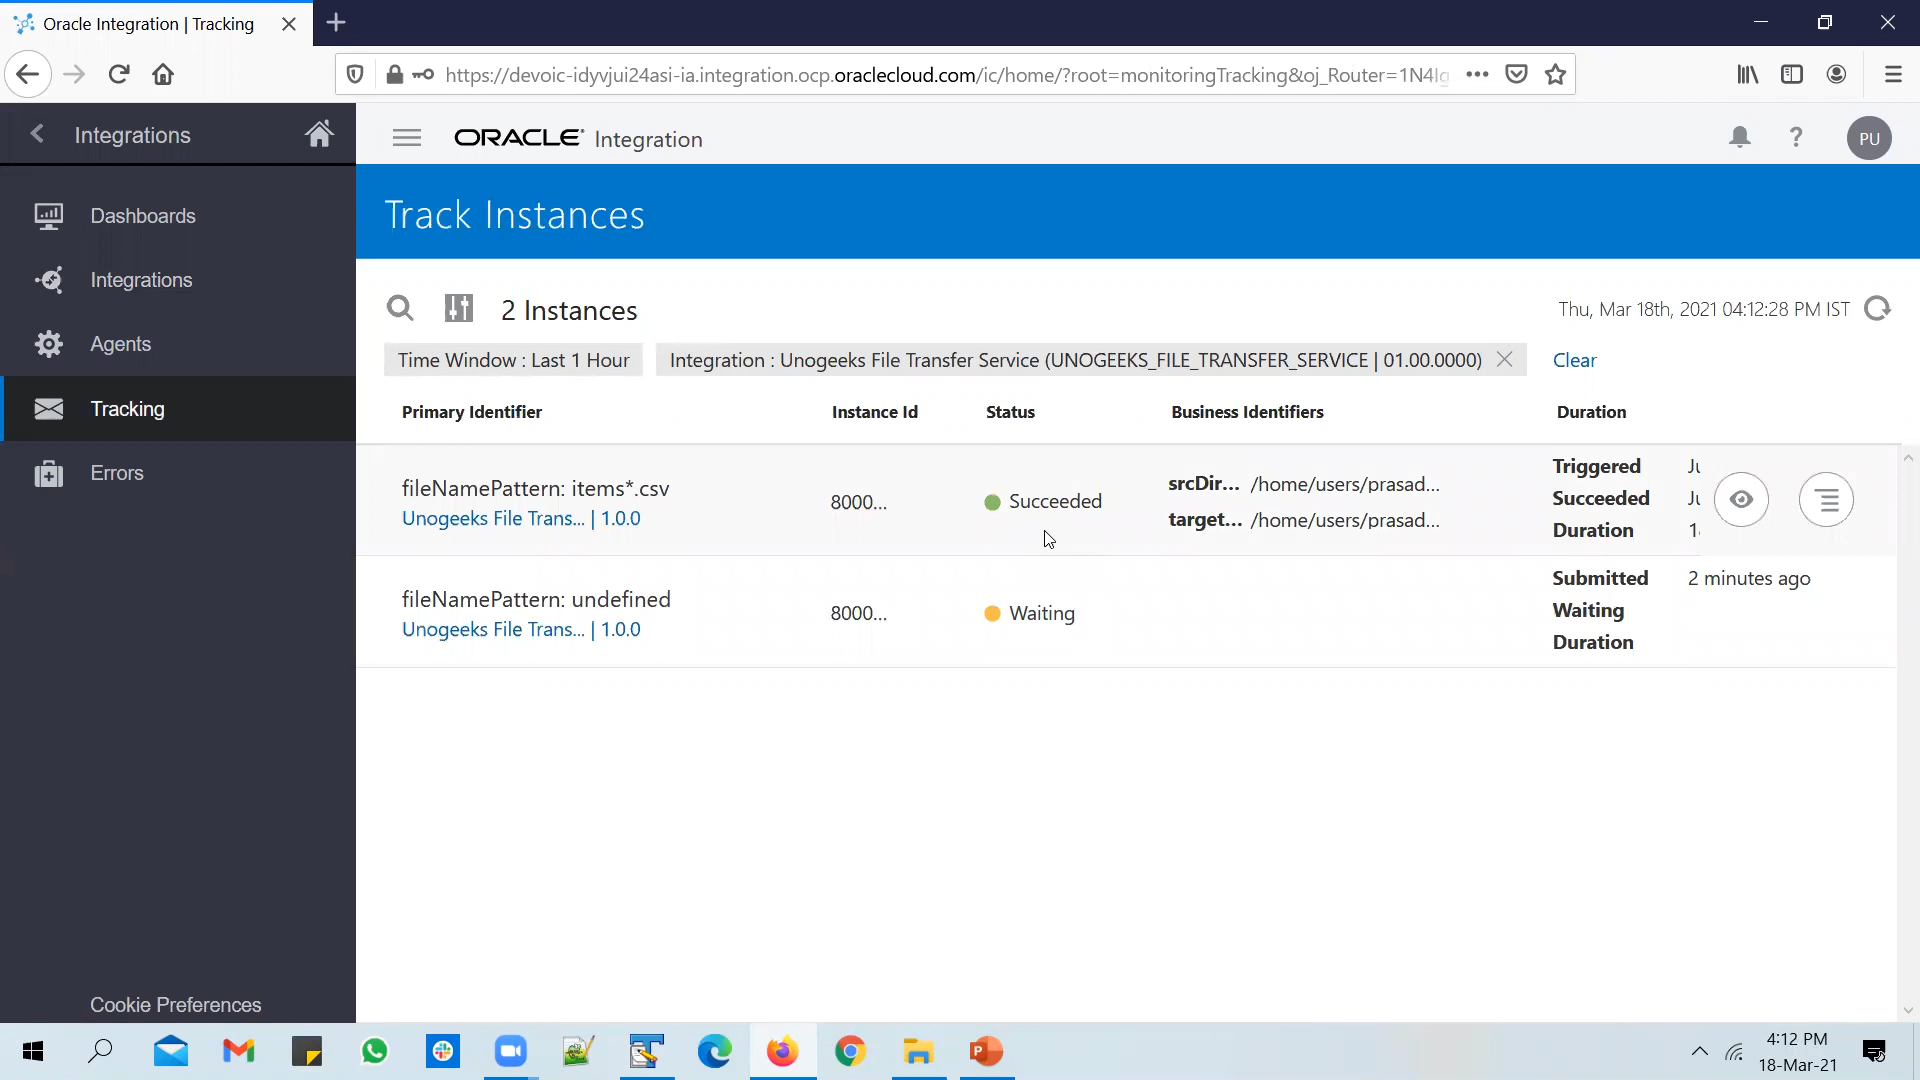 Oracle Integration | Tracking
https://devoic-idyvjui24asi-ia.integration.ocp.oraclecloud.com/ic/home/?root=monitoringTracking&oj_Router=1N4Ig
Integrations
ORACLE Integration
PU
Dashboards
Integrations
Agents
Tracking
Errors
Cookie Preferences
Track Instances
2 Instances
Thu, Mar 18th, 2021 04:12:28 PM IST
Time Window : Last 1 Hour
Integration : Unogeeks File Transfer Service (UNOGEEKS_FILE_TRANSFER_SERVICE | 01.00.0000)
Clear
Primary Identifier Instance Id Status Business Identifiers Duration
fileNamePattern: items*.csv
Unogeeks File Trans... | 1.0.0
8000...
Succeeded
srcDir... /home/users/prasad...
target... /home/users/prasad...
Triggered
Succeeded
Duration
fileNamePattern: undefined
Unogeeks File Trans... | 1.0.0
8000...
Waiting
Submitted 2 minutes ago
Waiting
Duration
4:12 PM
18-Mar-21